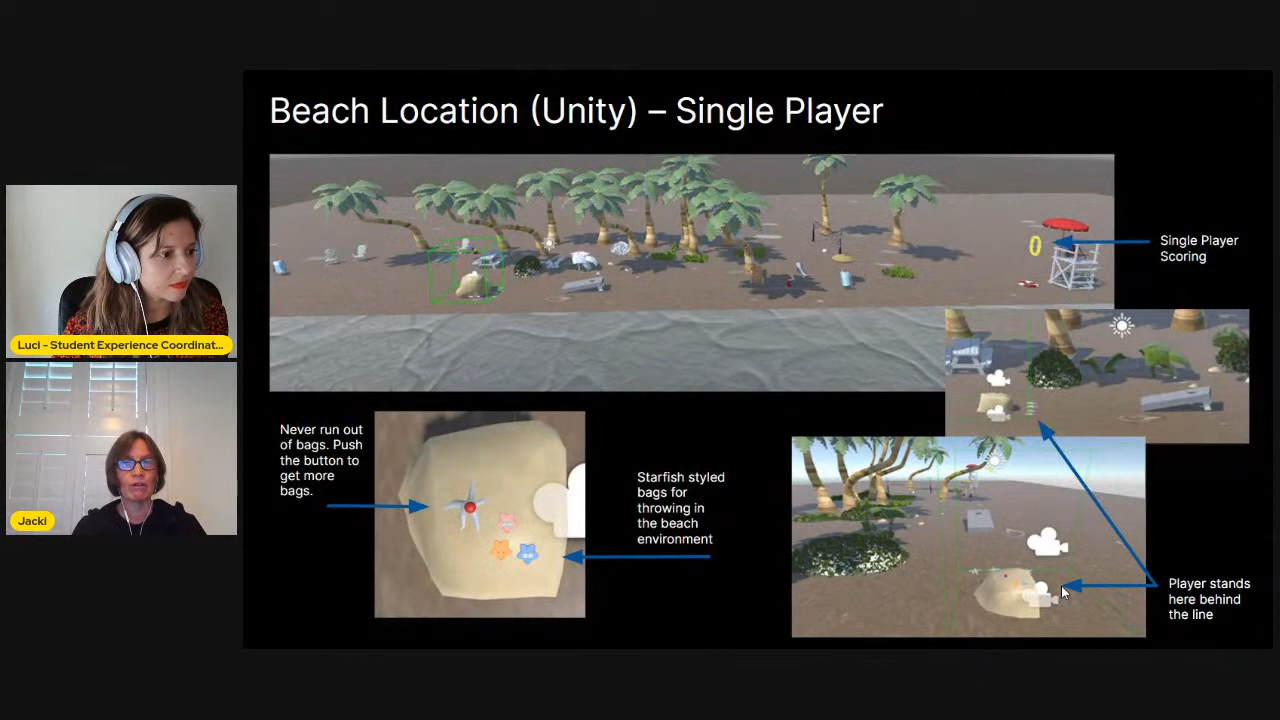 Beach Location (Unity) – Single Player
Single Player
Scoring
Never run out
of bags. Push
the button to
get more
bags.
Starfish styled
bags for
throwing in
the beach
environment
Player stands
here behind
the line
0
Luci - Student Experience Coordinat...
Jacki